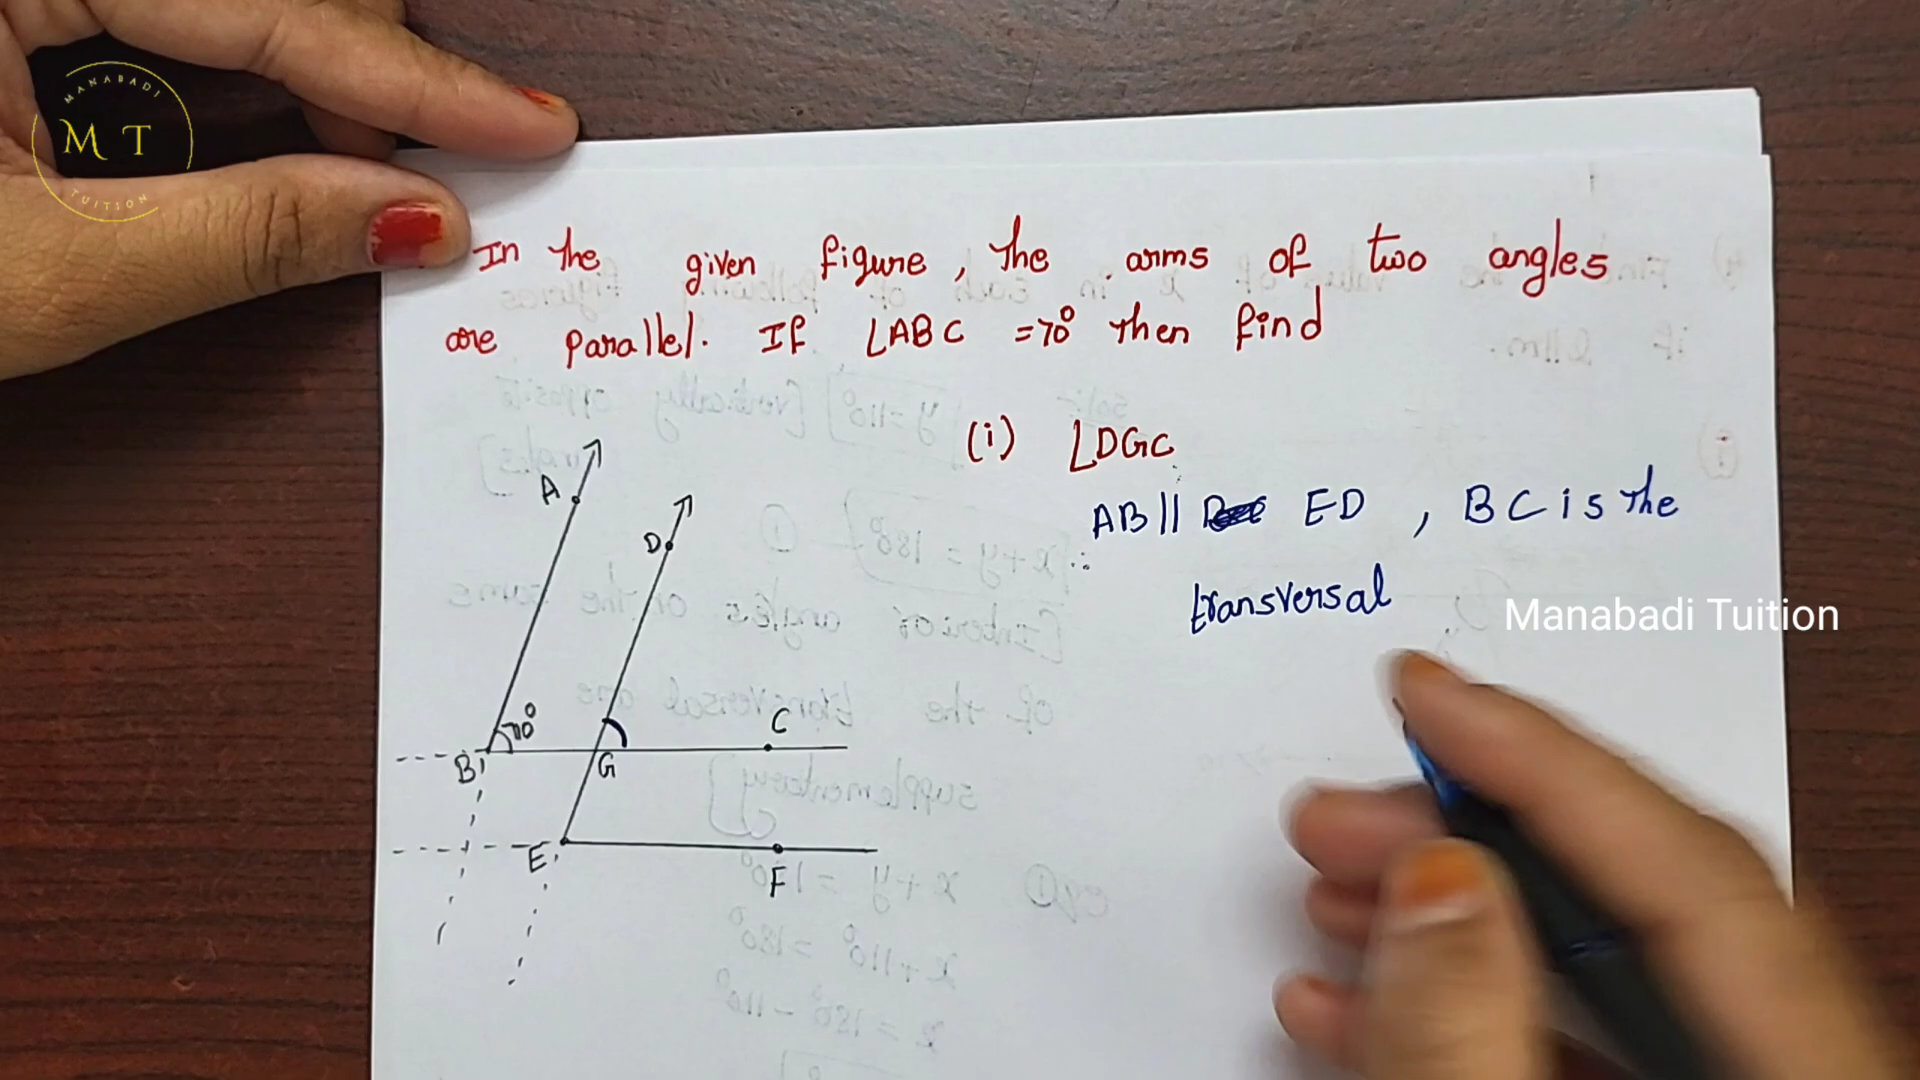 MANABADI
M T
TUITION
In the given figure, the arms of two angles
are parallel. If ∠ABC =70° then find
(i) ∠DGC
AB|| ED , BC is the
∴
transversal
Manabadi Tuition
A
D
70°
C
B
G
E
F